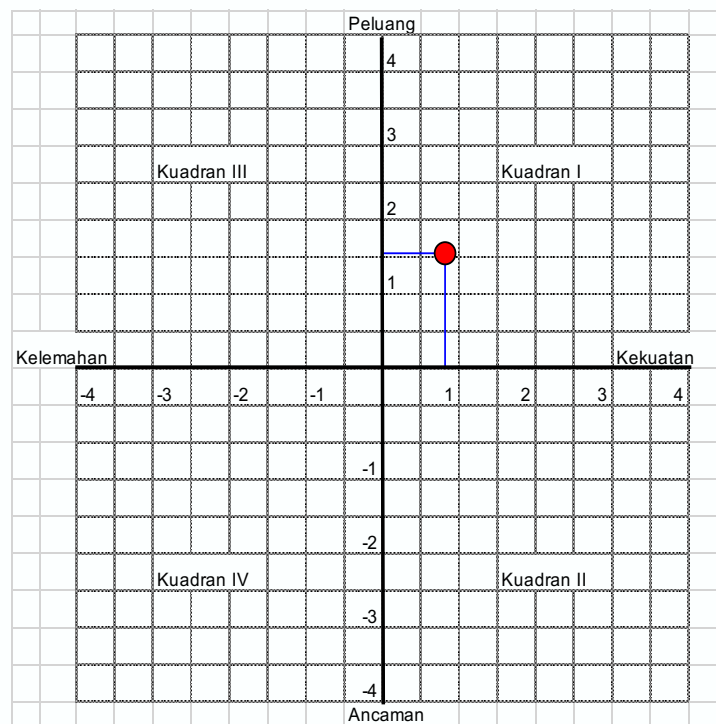 Peluang
4
3
Kuadran III
Kuadran I
2
1
Kelemahan
Kekuatan
-4 -3 -2 -1 1 2 3 4
-1
-2
Kuadran IV
Kuadran II
-3
-4
Ancaman